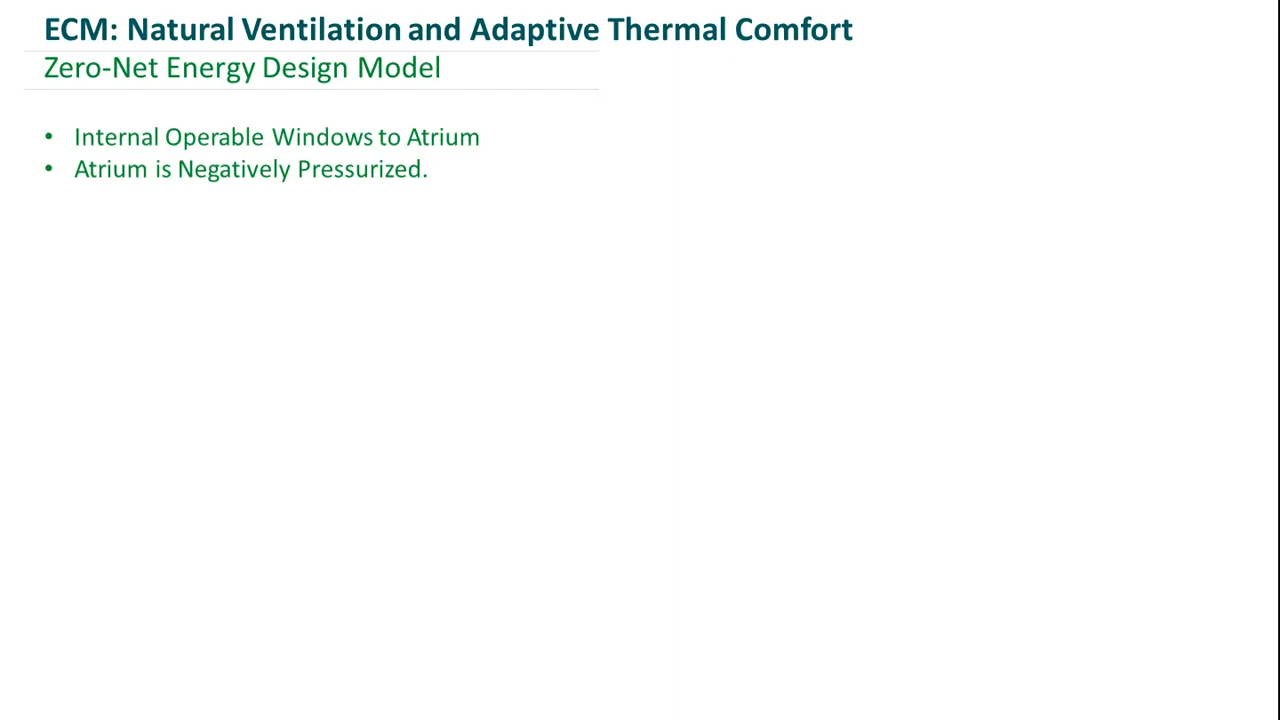 ECM: Natural Ventilation and Adaptive Thermal Comfort
Zero-Net Energy Design Model
• Internal Operable Windows to Atrium
• Atrium is Negatively Pressurized.